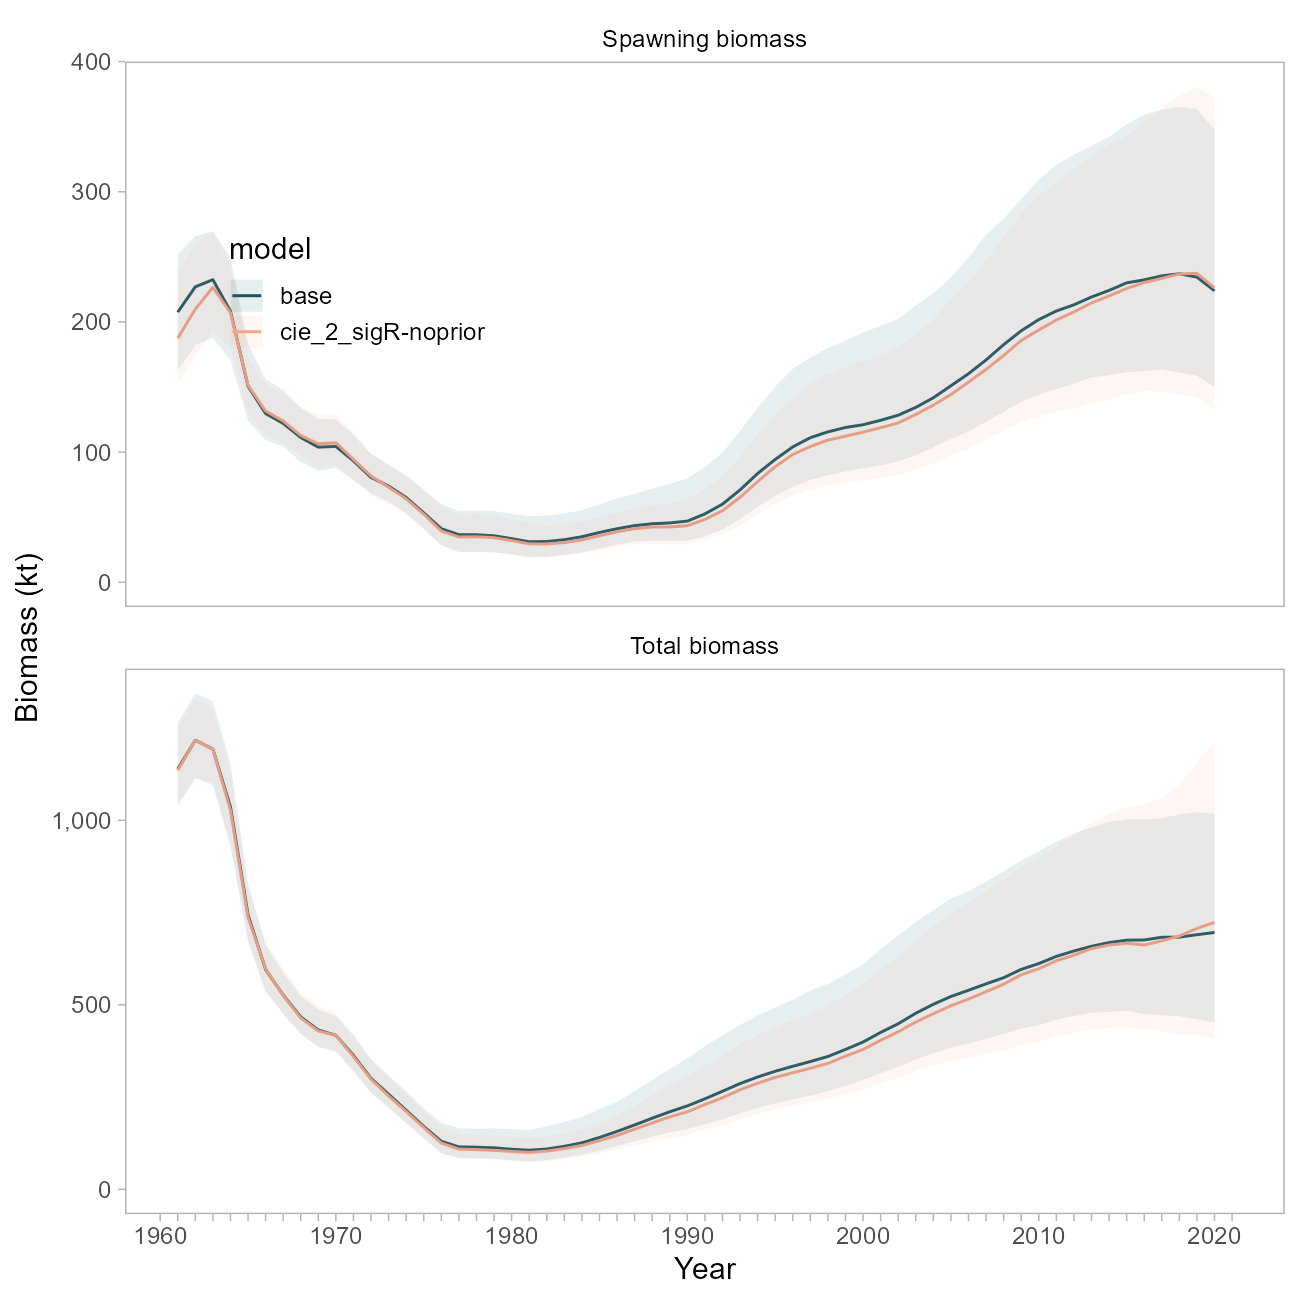 Spawning biomass
400
300
200
100
0
model
base
cie_2_sigR-noprior
Biomass (kt)
Total biomass
1,000
500
0
1960 1970 1980 1990 2000 2010 2020
Year